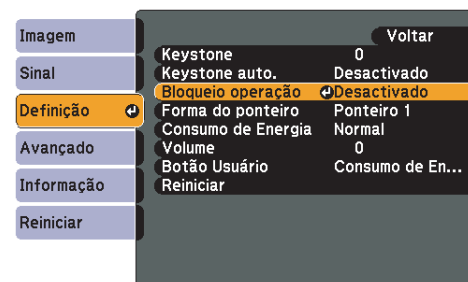 Imagem
Sinal
Definição
Avançado
Informação
Reiniciar
Voltar
Keystone 0
Keystone auto. Desactivado
Bloqueio operação Desactivado
Forma do ponteiro Ponteiro 1
Consumo de Energia Normal
Volume 0
Botão Usuário Consumo de En...
Reiniciar